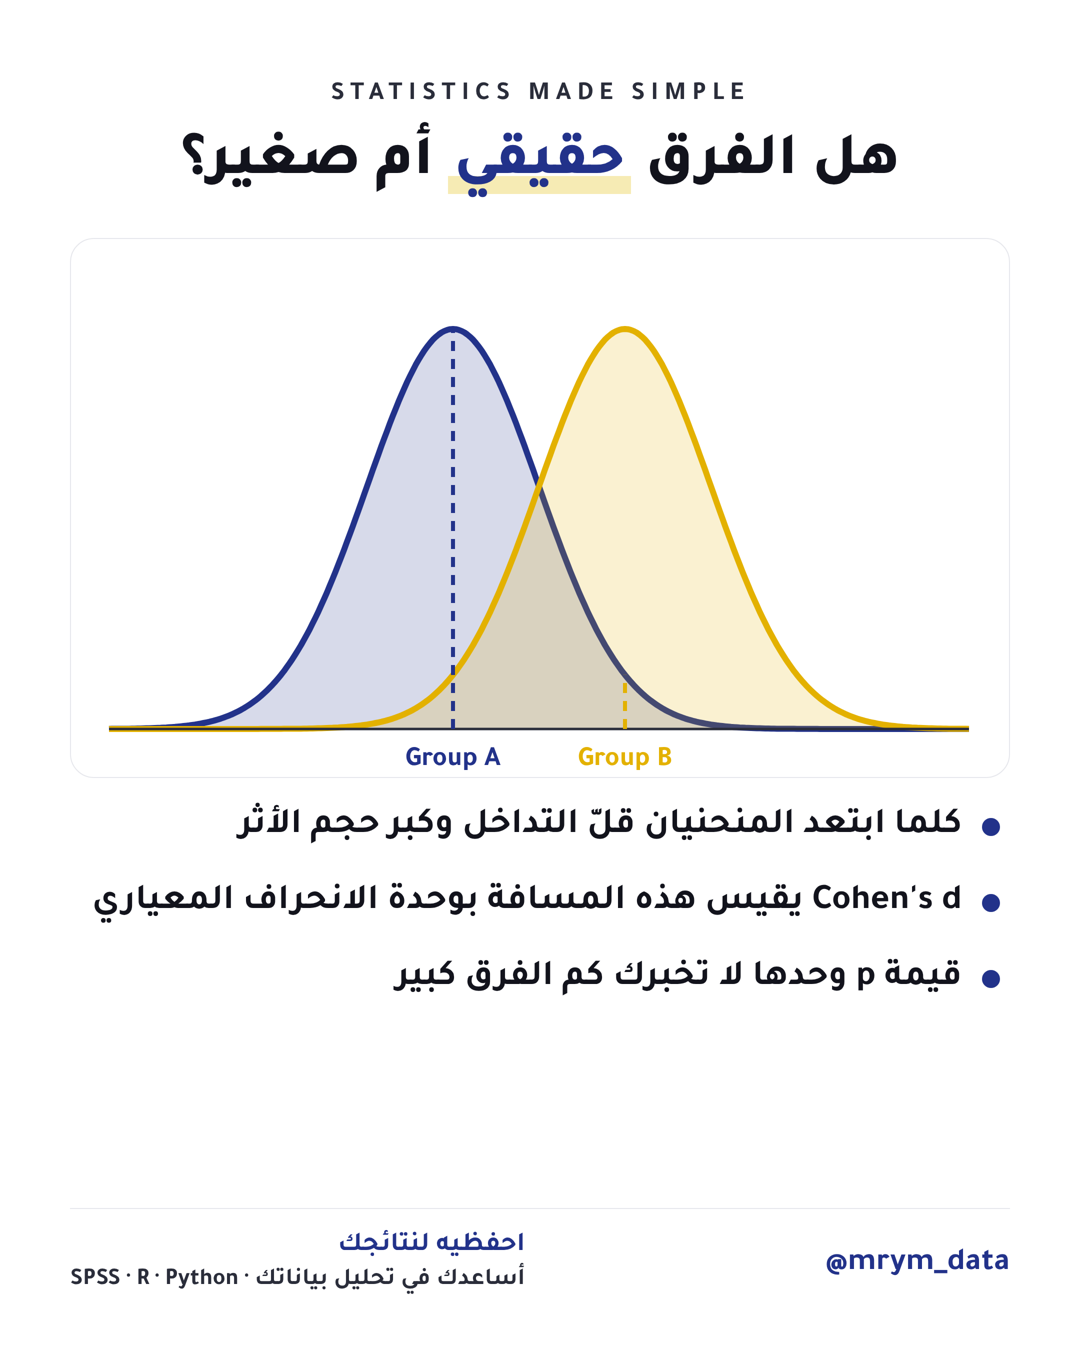 STATISTICS MADE SIMPLE
هل الفرق حقيقي أم صغير؟
Group A
Group B
كلما ابتعد المنحنيان قلّ التداخل وكبر حجم الأثر
Cohen's d يقيس هذه المسافة بوحدة الانحراف المعياري
قيمة p وحدها لا تخبرك كم الفرق كبير
@mrym_data
احفظيه لنتائجك
أساعدك في تحليل بياناتك · SPSS · R · Python